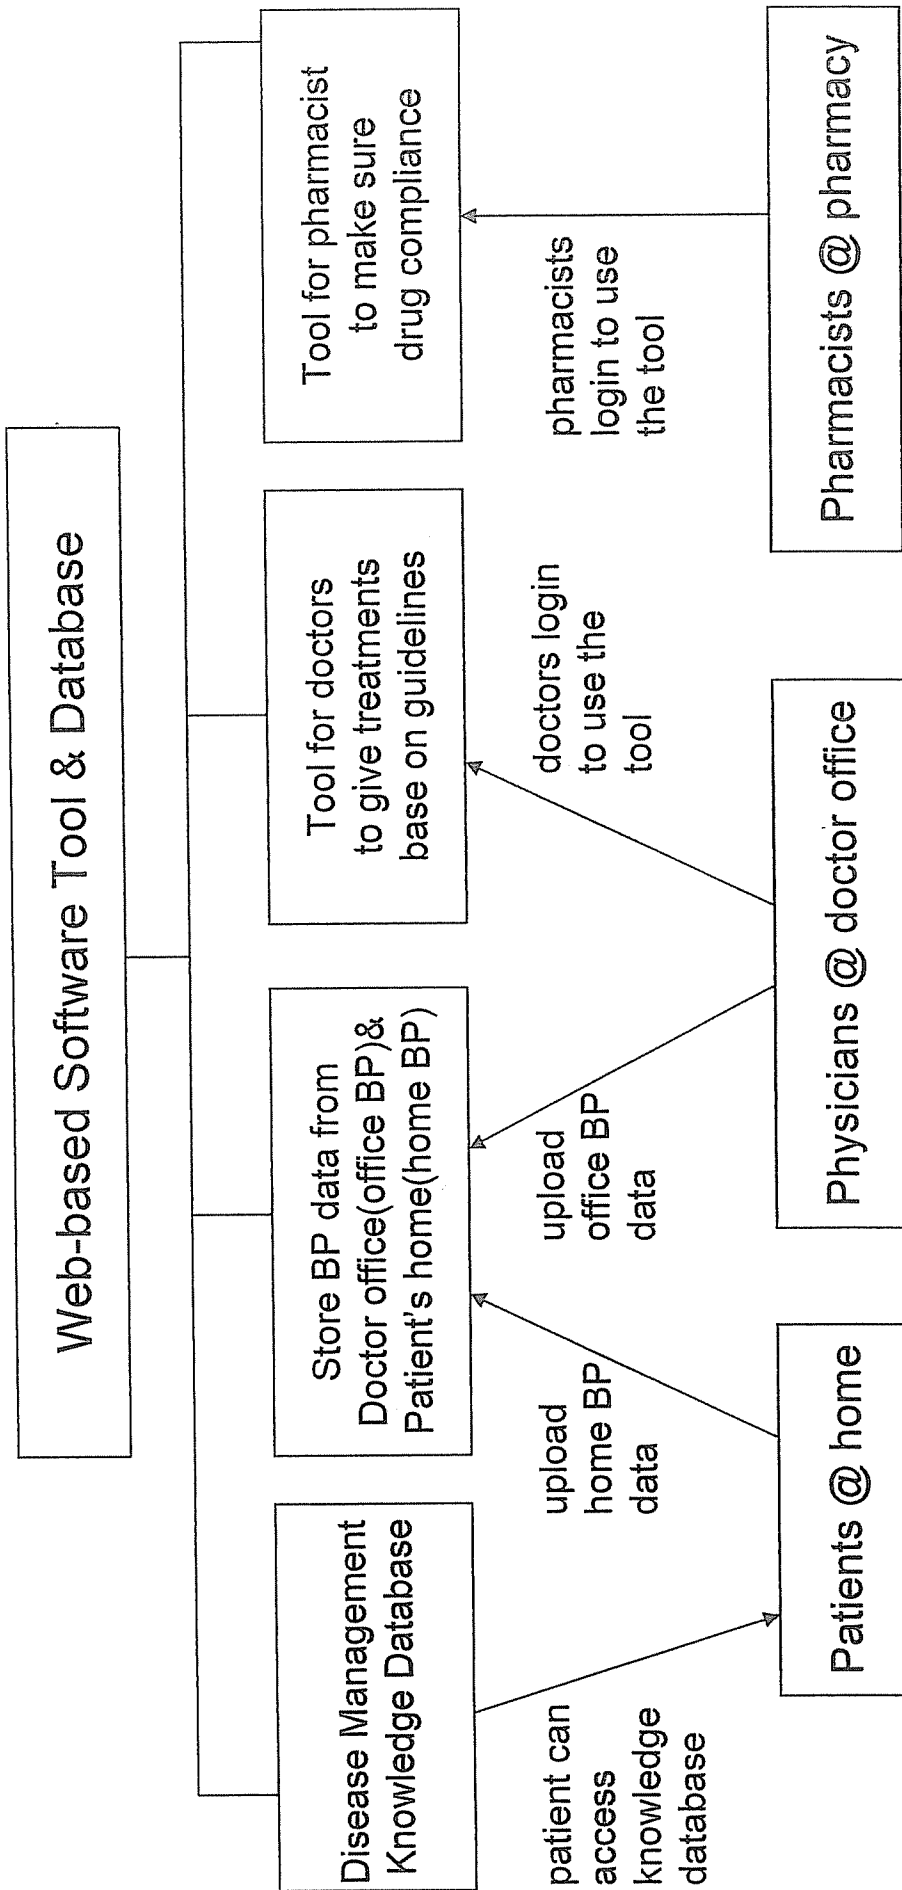 Web-based Software Tool & Database
Disease Management
Knowledge Database
Store BP data from
Doctor office(office BP)&
Patient's home(home BP)
Tool for doctors
to give treatments
base on guidelines
Tool for pharmacist
to make sure
drug compliance
patient can
access
knowledge
database
upload
home BP
data
upload
office BP
data
doctors login
to use the
tool
pharmacists
login to use
the tool
Patients @ home
Physicians @ doctor office
Pharmacists @ pharmacy